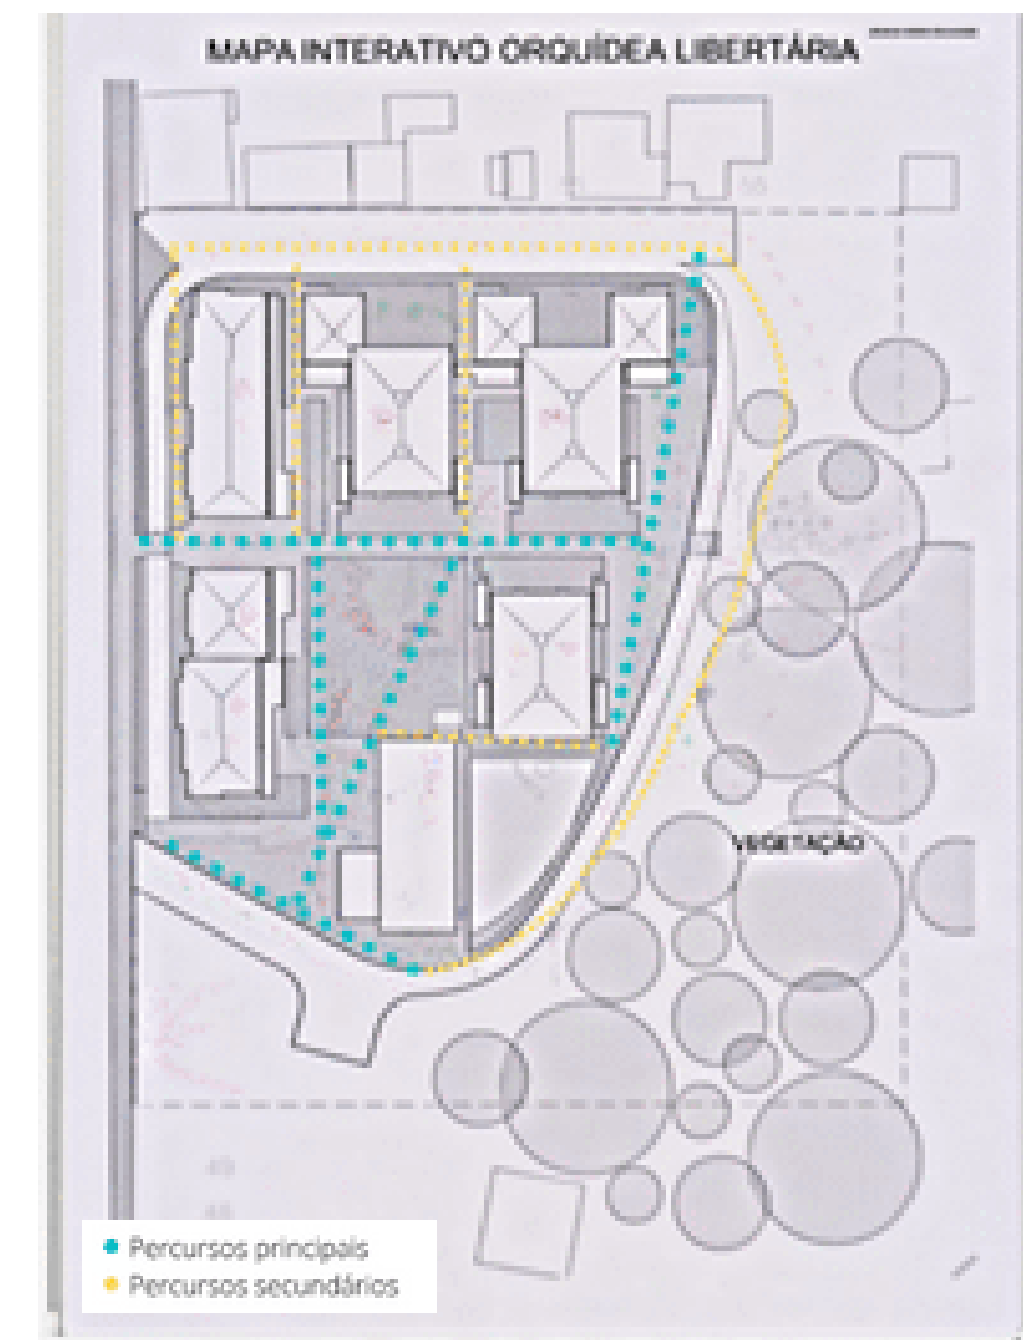 MAPA INTERATIVO ORQUÍDEA LIBERTÁRIA
VEGETAÇÃO
Percursos principais
Percursos secundários